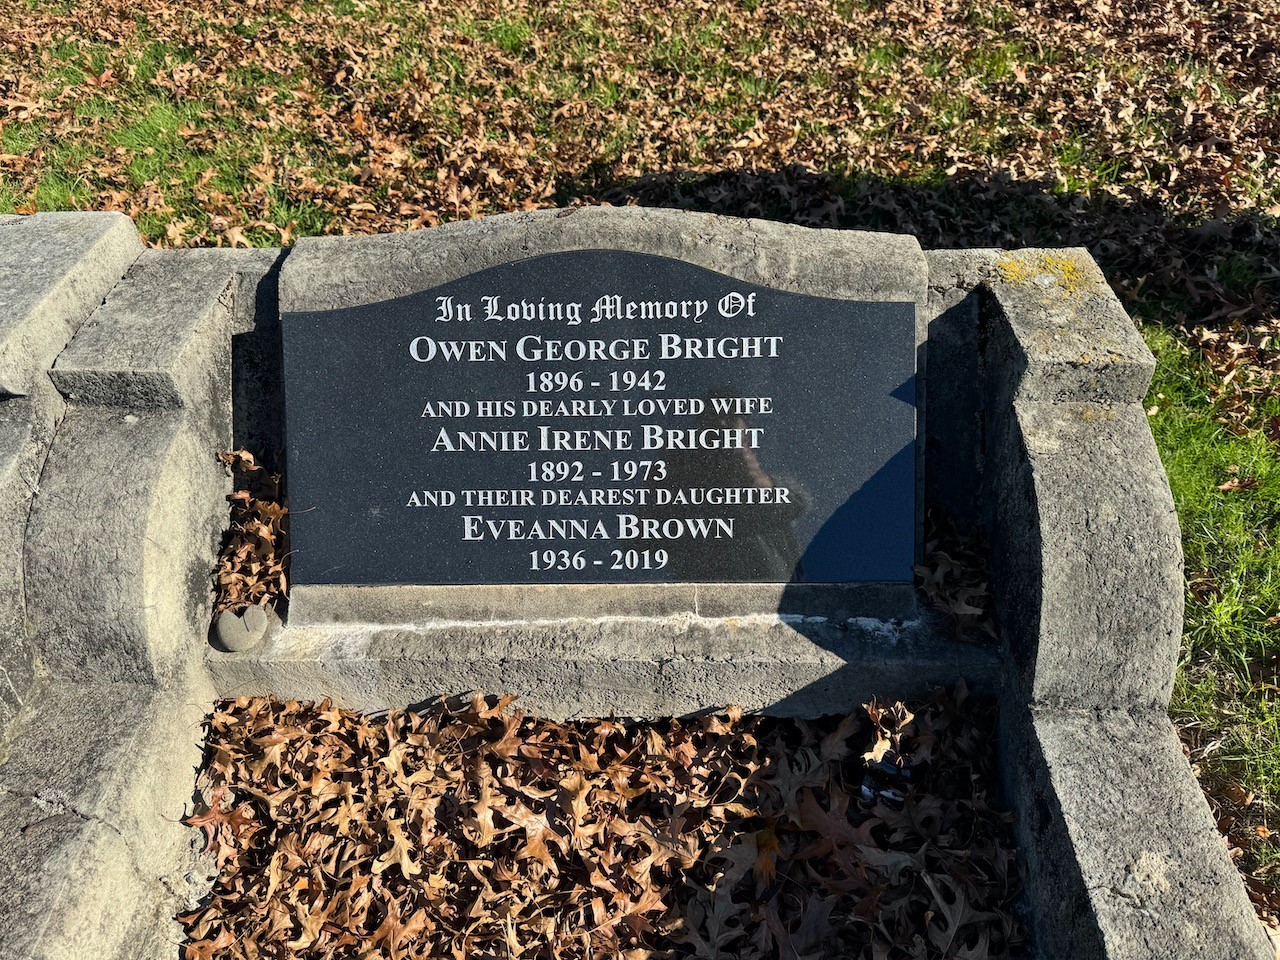 In Loving Memory Of
OWEN GEORGE BRIGHT
1896 - 1942
AND HIS DEARLY LOVED WIFE
ANNIE IRENE BRIGHT
1892 - 1973
AND THEIR DEAREST DAUGHTER
EVEANNA BROWN
1936 - 2019